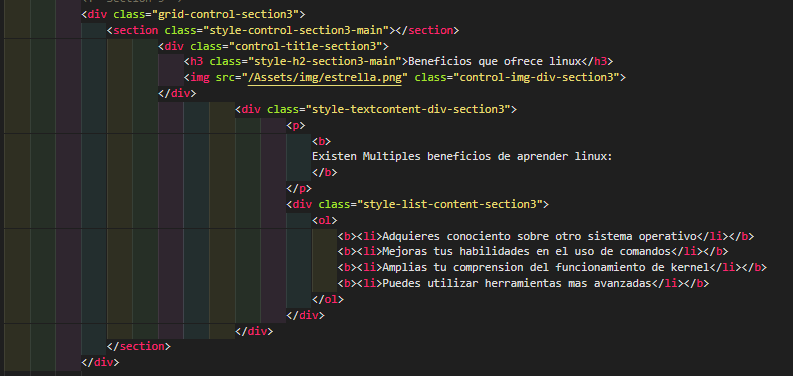 <div class="grid-control-section3">
<section class="style-control-section3-main"></section>
<div class="control-title-section3">
<h3 class="style-h2-section3-main">Beneficios que ofrece linux</h3>
<img src="/Assets/img/estrella.png" class="control-img-div-section3">
</div>
<div class="style-textcontent-div-section3">
<p>
<b>
Existen Multiples beneficios de aprender linux:
</b>
</p>
<div class="style-list-content-section3">
<ol>
<b><li>Adquieres conociento sobre otro sistema operativo</li></b>
<b><li>Mejoras tus habilidades en el uso de comandos</li></b>
<b><li>Amplias tu comprension del funcionamiento de kernel</li></b>
<b><li>Puedes utilizar herramientas mas avanzadas</li></b>
</ol>
</div>
</div>
</section>
</div>